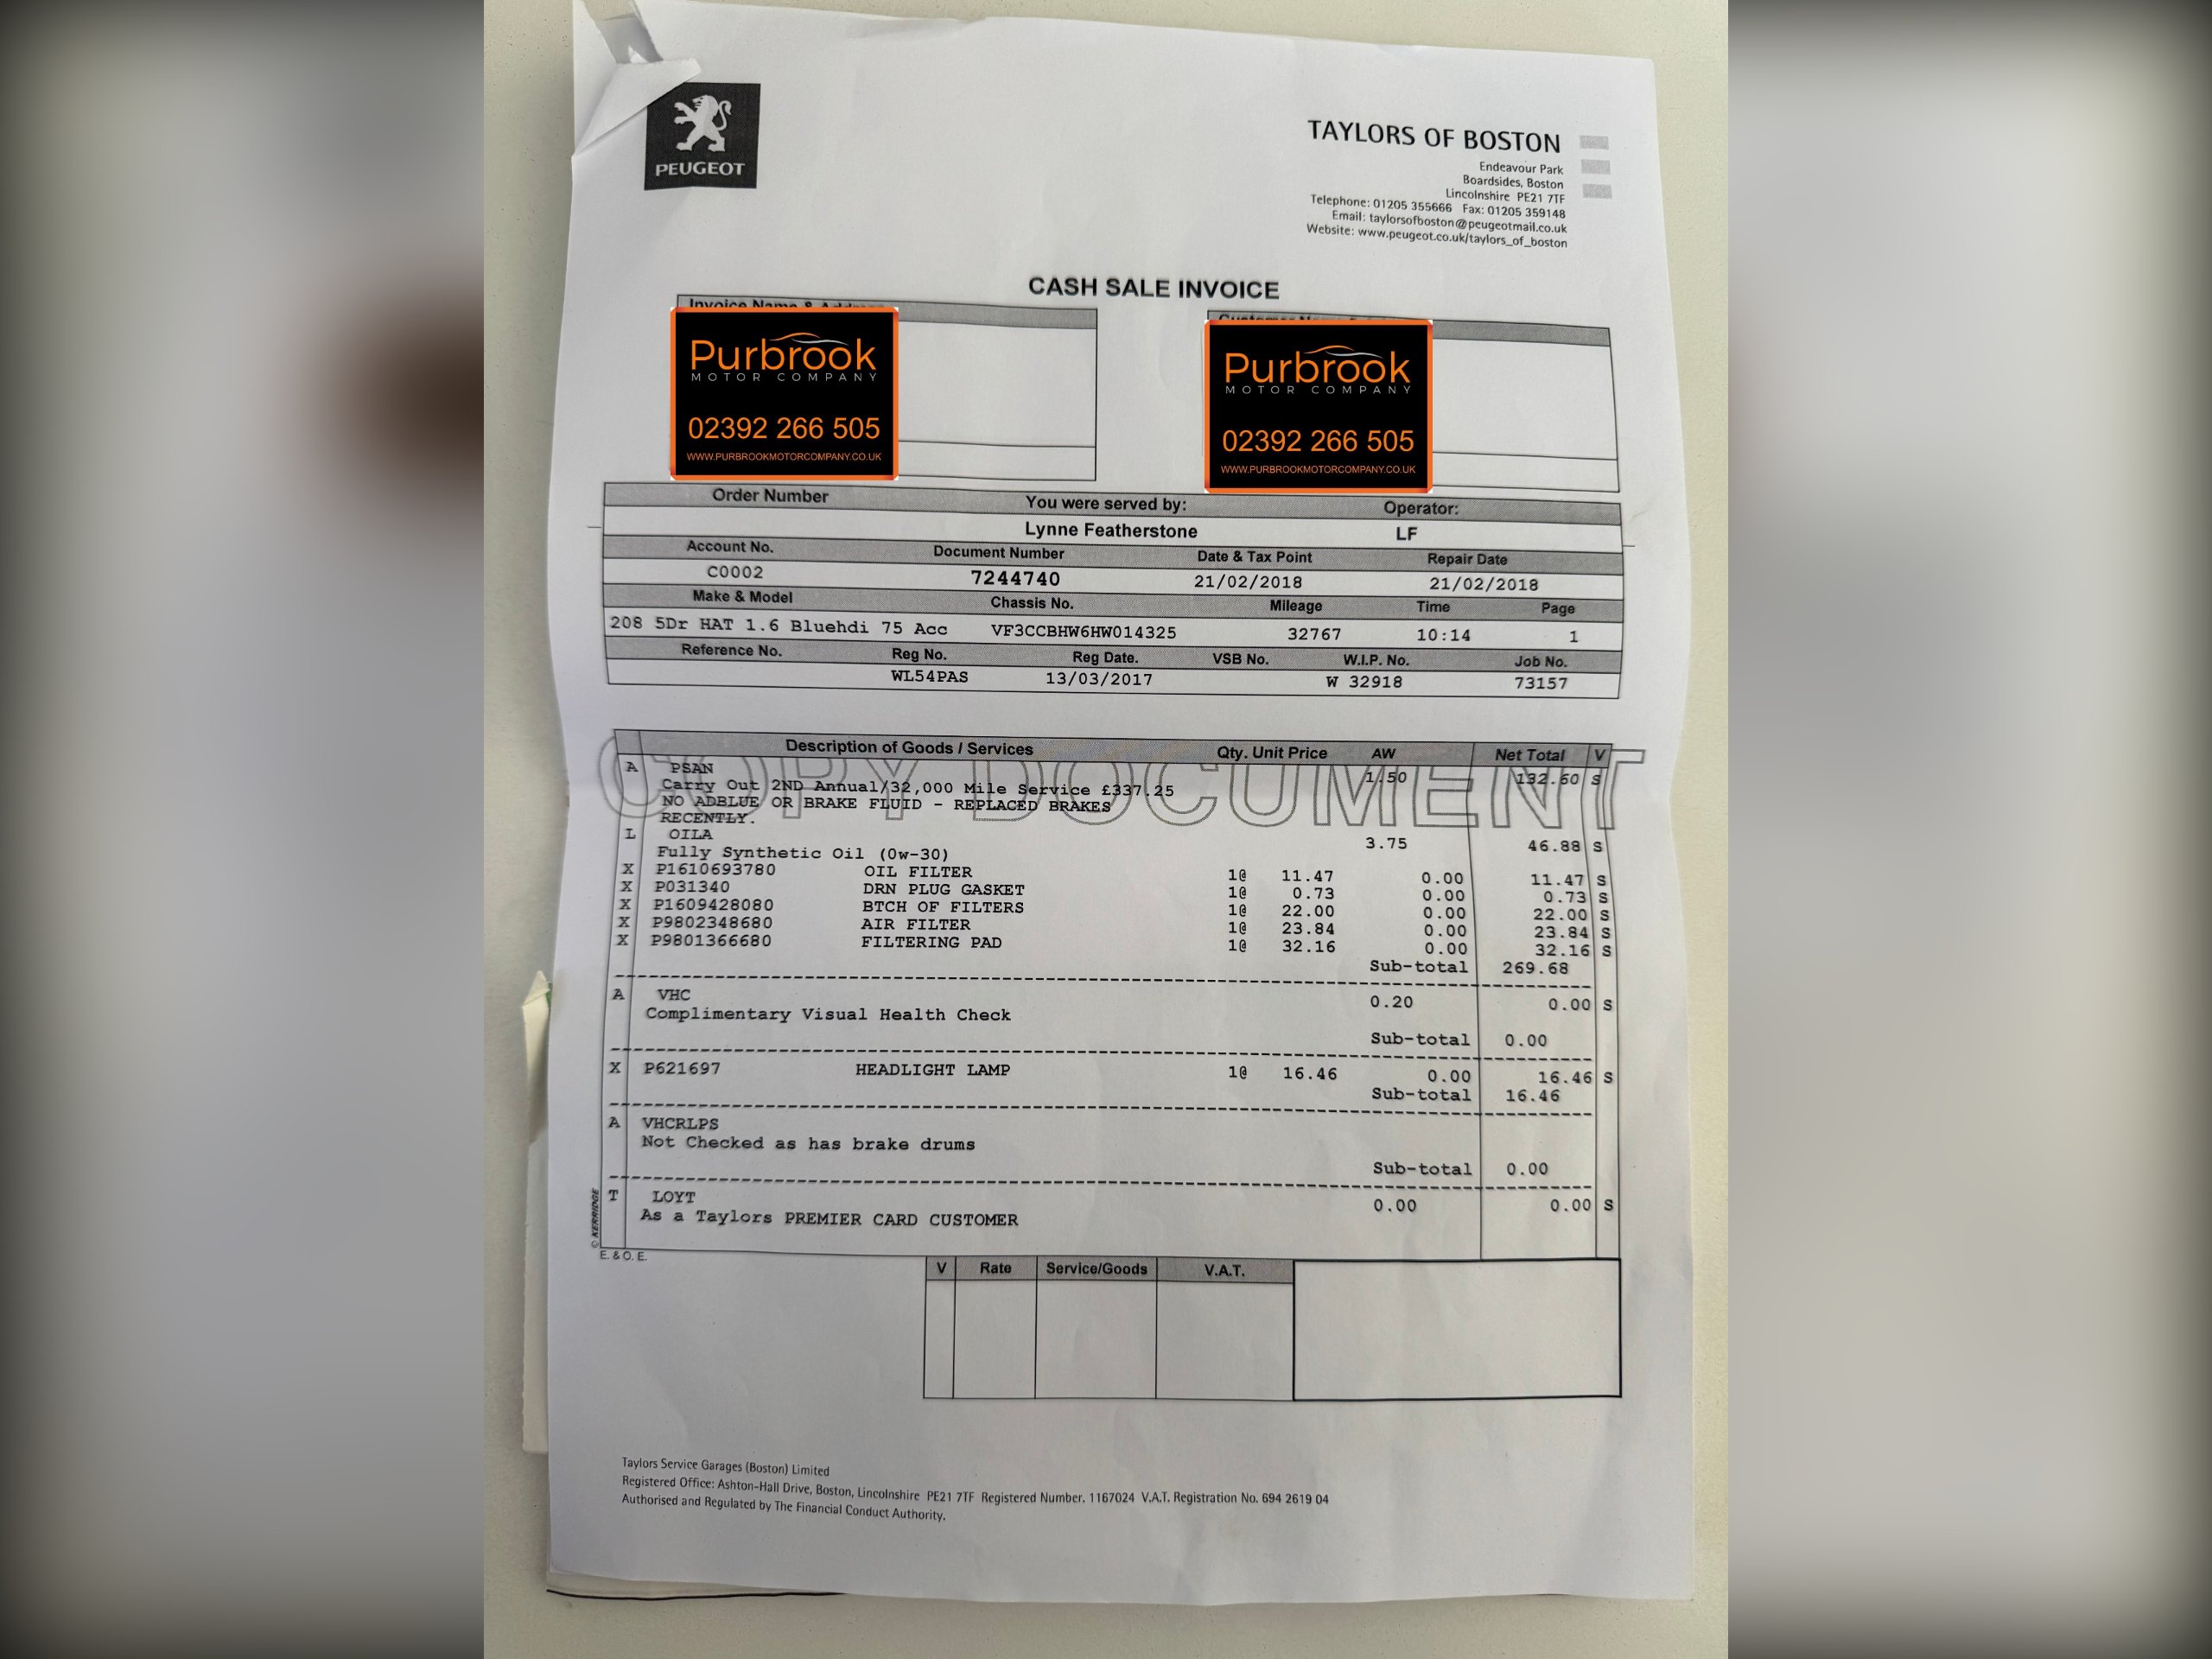 PEUGEOT
TAYLORS OF BOSTON
Endeavour Park
Boardsides, Boston
Lincolnshire PE21 7TF
Telephone: 01205 355666 Fax: 01205 359148
Email: taylorsofboston@peugeotmail.co.uk
Website: www.peugeot.co.uk/taylors_of_boston
CASH SALE INVOICE
Invoice Name &
Purbrook
MOTOR COMPANY
02392 266 505
WWW.PURBROOKMOTORCOMPANY.CO.UK
Purbrook
MOTOR COMPANY
02392 266 505
WWW.PURBROOKMOTORCOMPANY.CO.UK
Order Number You were served by: Operator:
Lynne Featherstone LF
Account No. Document Number Date & Tax Point Repair Date
C0002 7244740 21/02/2018 21/02/2018
Make & Model Chassis No. Mileage Time Page
208 5Dr HAT 1.6 Bluehdi 75 Acc VF3CCBHW6HW014325 32767 10:14 1
Reference No. Reg No. Reg Date. VSB No. W.I.P. No. Job No.
WL54PAS 13/03/2017 W 32918 73157
COPY DOCUMENT
Description of Goods / Services Qty. Unit Price AW Net Total V
A PSAN 1.50 132.60 S
Carry Out 2ND Annual/32,000 Mile Service £337.25
NO ADBLUE OR BRAKE FLUID - REPLACED BRAKES
RECENTLY.
L OILA 3.75 46.88 S
Fully Synthetic Oil (0w-30)
X P1610693780 OIL FILTER 1@ 11.47 0.00 11.47 S
X P031340 DRN PLUG GASKET 1@ 0.73 0.00 0.73 S
X P1609428080 BTCH OF FILTERS 1@ 22.00 0.00 22.00 S
X P9802348680 AIR FILTER 1@ 23.84 0.00 23.84 S
X P9801366680 FILTERING PAD 1@ 32.16 0.00 32.16 S
Sub-total 269.68
A VHC 0.20 0.00 S
Complimentary Visual Health Check
Sub-total 0.00
X P621697 HEADLIGHT LAMP 1@ 16.46 0.00 16.46 S
Sub-total 16.46
A VHCRLPS
Not Checked as has brake drums
Sub-total 0.00
T LOYT 0.00 0.00 S
As a Taylors PREMIER CARD CUSTOMER
© KERRIDGE
E. & O. E.
V Rate Service/Goods V.A.T.
Taylors Service Garages (Boston) Limited
Registered Office: Ashton-Hall Drive, Boston, Lincolnshire PE21 7TF Registered Number. 1167024 V.A.T. Registration No. 694 2619 04
Authorised and Regulated by The Financial Conduct Authority.